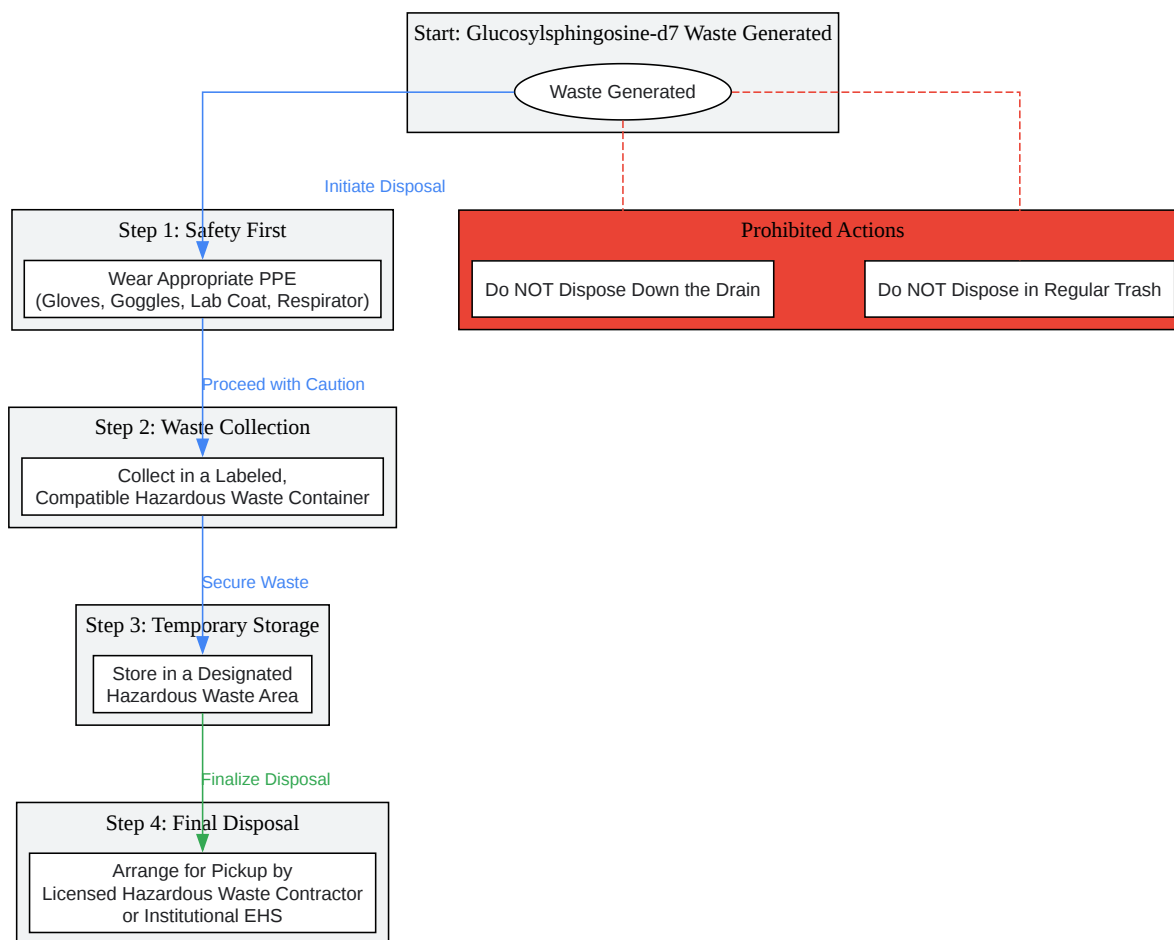 Start: Glucosylsphingosine-d7 Waste Generated
Waste Generated
Initiate Disposal
Step 1: Safety First
Wear Appropriate PPE
(Gloves, Goggles, Lab Coat, Respirator)
Prohibited Actions
Do NOT Dispose Down the Drain
Do NOT Dispose in Regular Trash
Proceed with Caution
Step 2: Waste Collection
Collect in a Labeled,
Compatible Hazardous Waste Container
Secure Waste
Step 3: Temporary Storage
Store in a Designated
Hazardous Waste Area
Finalize Disposal
Step 4: Final Disposal
Arrange for Pickup by
Licensed Hazardous Waste Contractor
or Institutional EHS